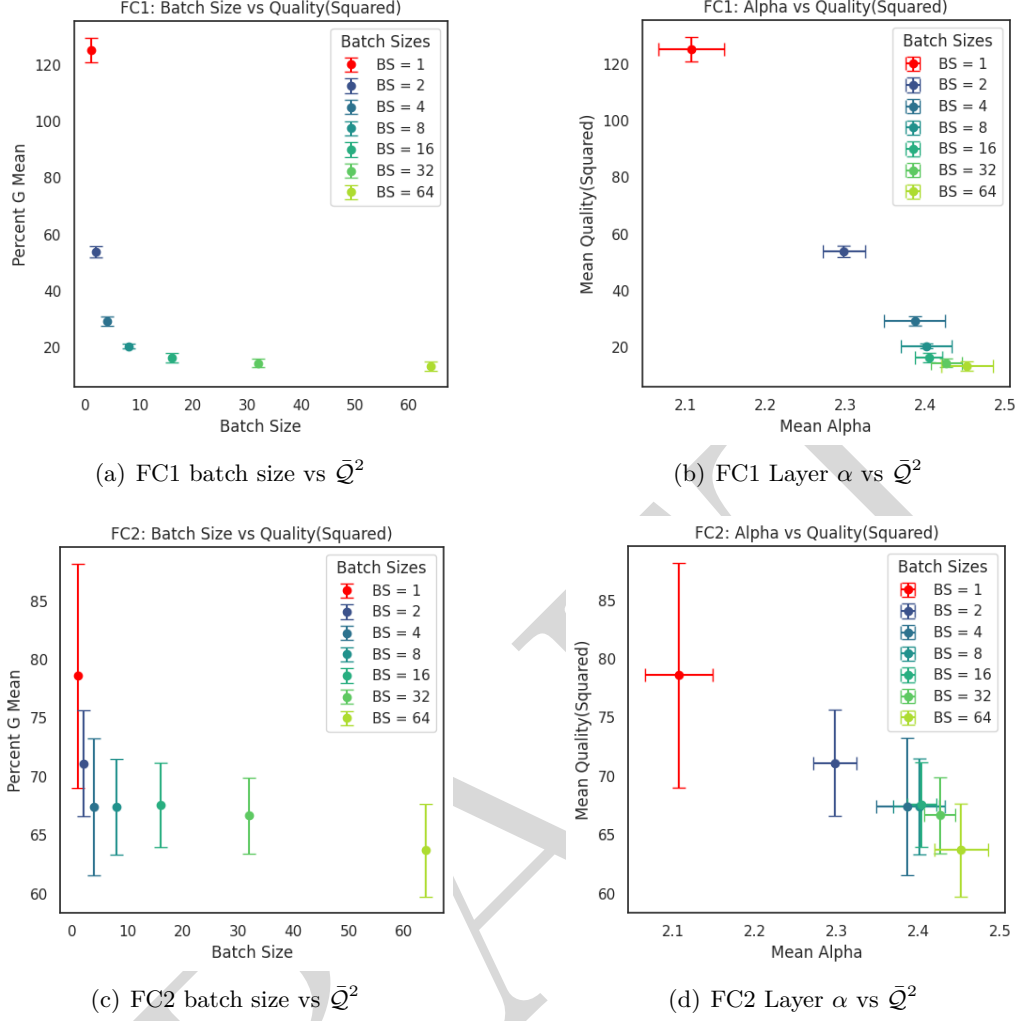 FC1: Batch Size vs Quality(Squared)
Percent G Mean
120
100
80
60
40
20
0
10
20
30
40
50
60
Batch Size
Batch Sizes
BS = 1
BS = 2
BS = 4
BS = 8
BS = 16
BS = 32
BS = 64
(a) FC1 batch size vs Q̄²
FC1: Alpha vs Quality(Squared)
Mean Quality(Squared)
120
100
80
60
40
20
2.1
2.2
2.3
2.4
2.5
Mean Alpha
Batch Sizes
BS = 1
BS = 2
BS = 4
BS = 8
BS = 16
BS = 32
BS = 64
(b) FC1 Layer α vs Q̄²
FC2: Batch Size vs Quality(Squared)
Percent G Mean
85
80
75
70
65
60
0
10
20
30
40
50
60
Batch Size
Batch Sizes
BS = 1
BS = 2
BS = 4
BS = 8
BS = 16
BS = 32
BS = 64
(c) FC2 batch size vs Q̄²
FC2: Alpha vs Quality(Squared)
Mean Quality(Squared)
85
80
75
70
65
60
2.1
2.2
2.3
2.4
2.5
Mean Alpha
Batch Sizes
BS = 1
BS = 2
BS = 4
BS = 8
BS = 16
BS = 32
BS = 64
(d) FC2 Layer α vs Q̄²